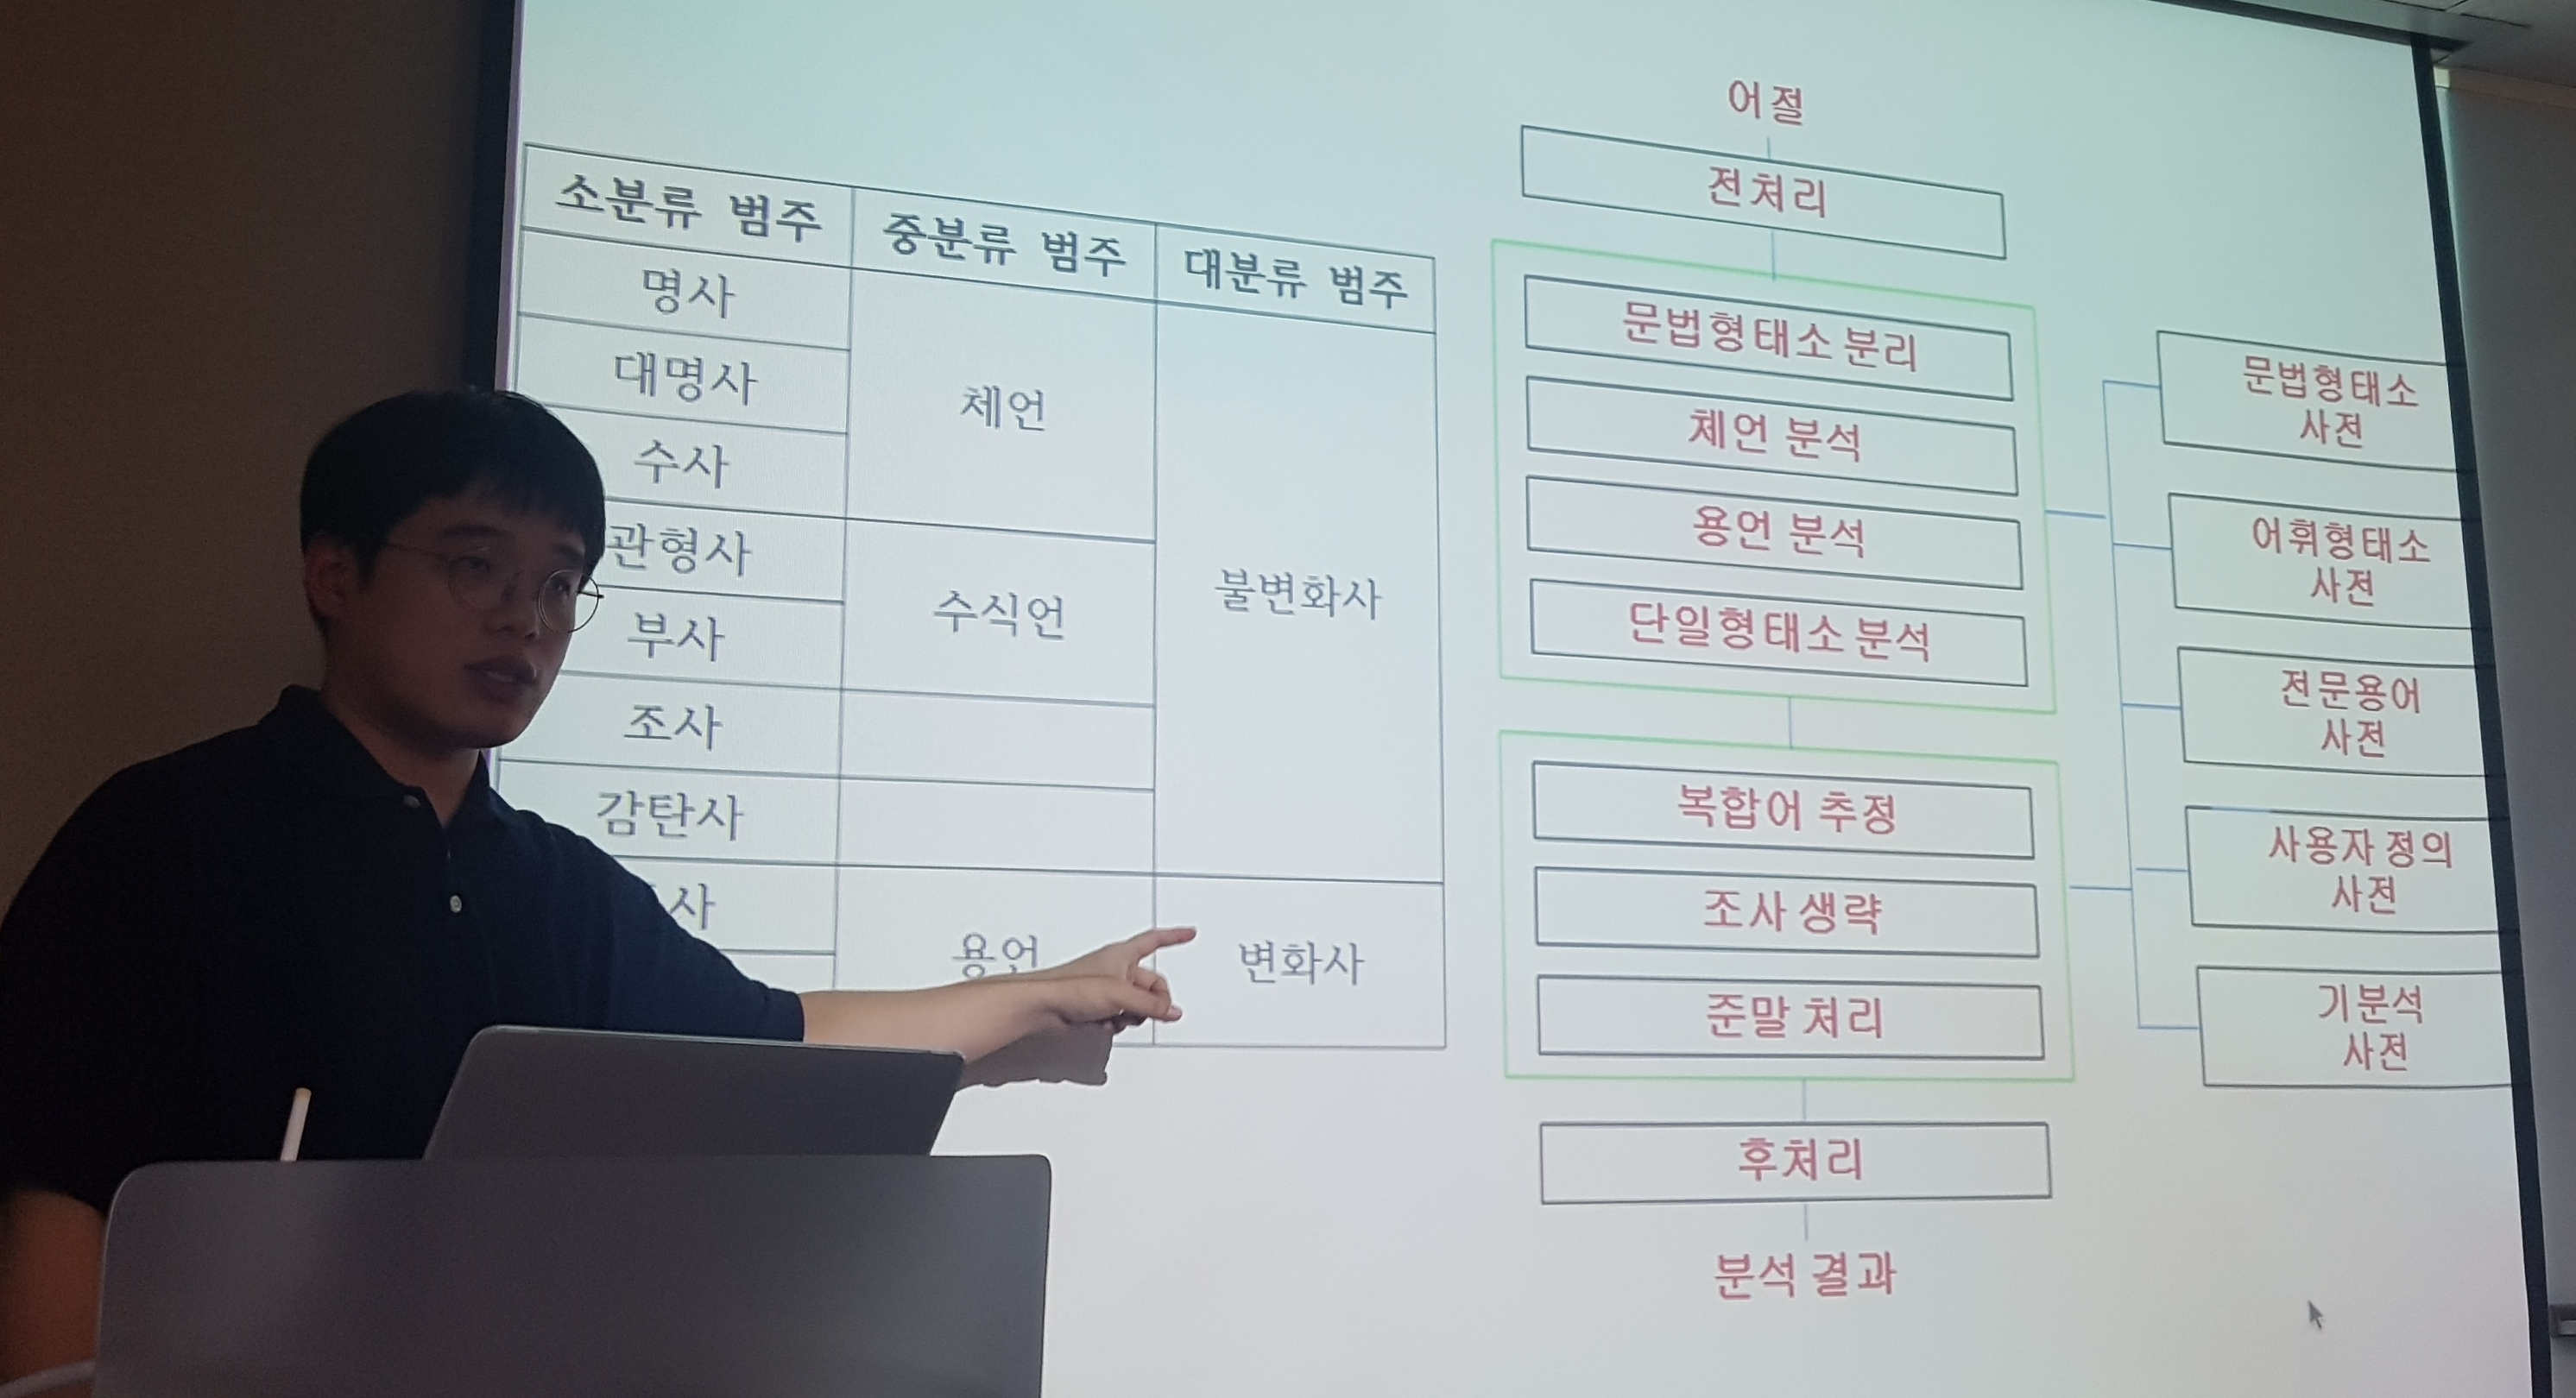 소분류 범주 중분류 범주 대분류 범주
명사
대명사
수사
체언
관형사
부사
수식언
조사
감탄사
불변화사
사
용언
변화사
어절
전처리
문법형태소 분리
체언 분석
용언 분석
단일형태소 분석
복합어 추정
조사 생략
준말 처리
후처리
분석 결과
문법형태소
사전
어휘형태소
사전
전문용어
사전
사용자 정의
사전
기분석
사전